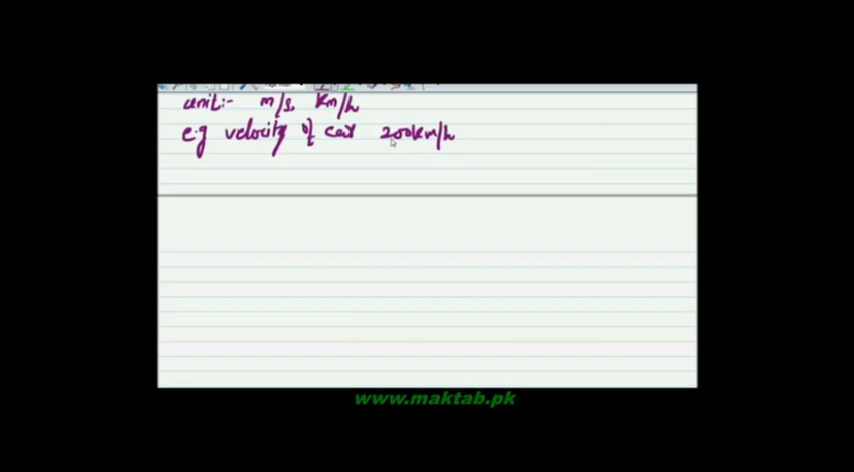 unit:- m/s, km/h
e.g velocity of car 200km/h
www.maktab.pk